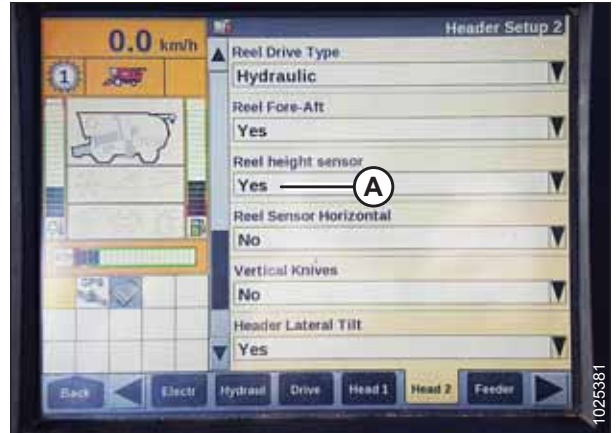 Header Setup 2
0.0 km/h
1
Reel Drive Type
Hydraulic
Reel Fore-Aft
Yes
Reel height sensor
Yes
A
Reel Sensor Horizontal
No
Vertical Knives
No
Header Lateral Tilt
Yes
Back
Electr
Hydraul
Drive
Head 1
Head 2
Feeder
1025381